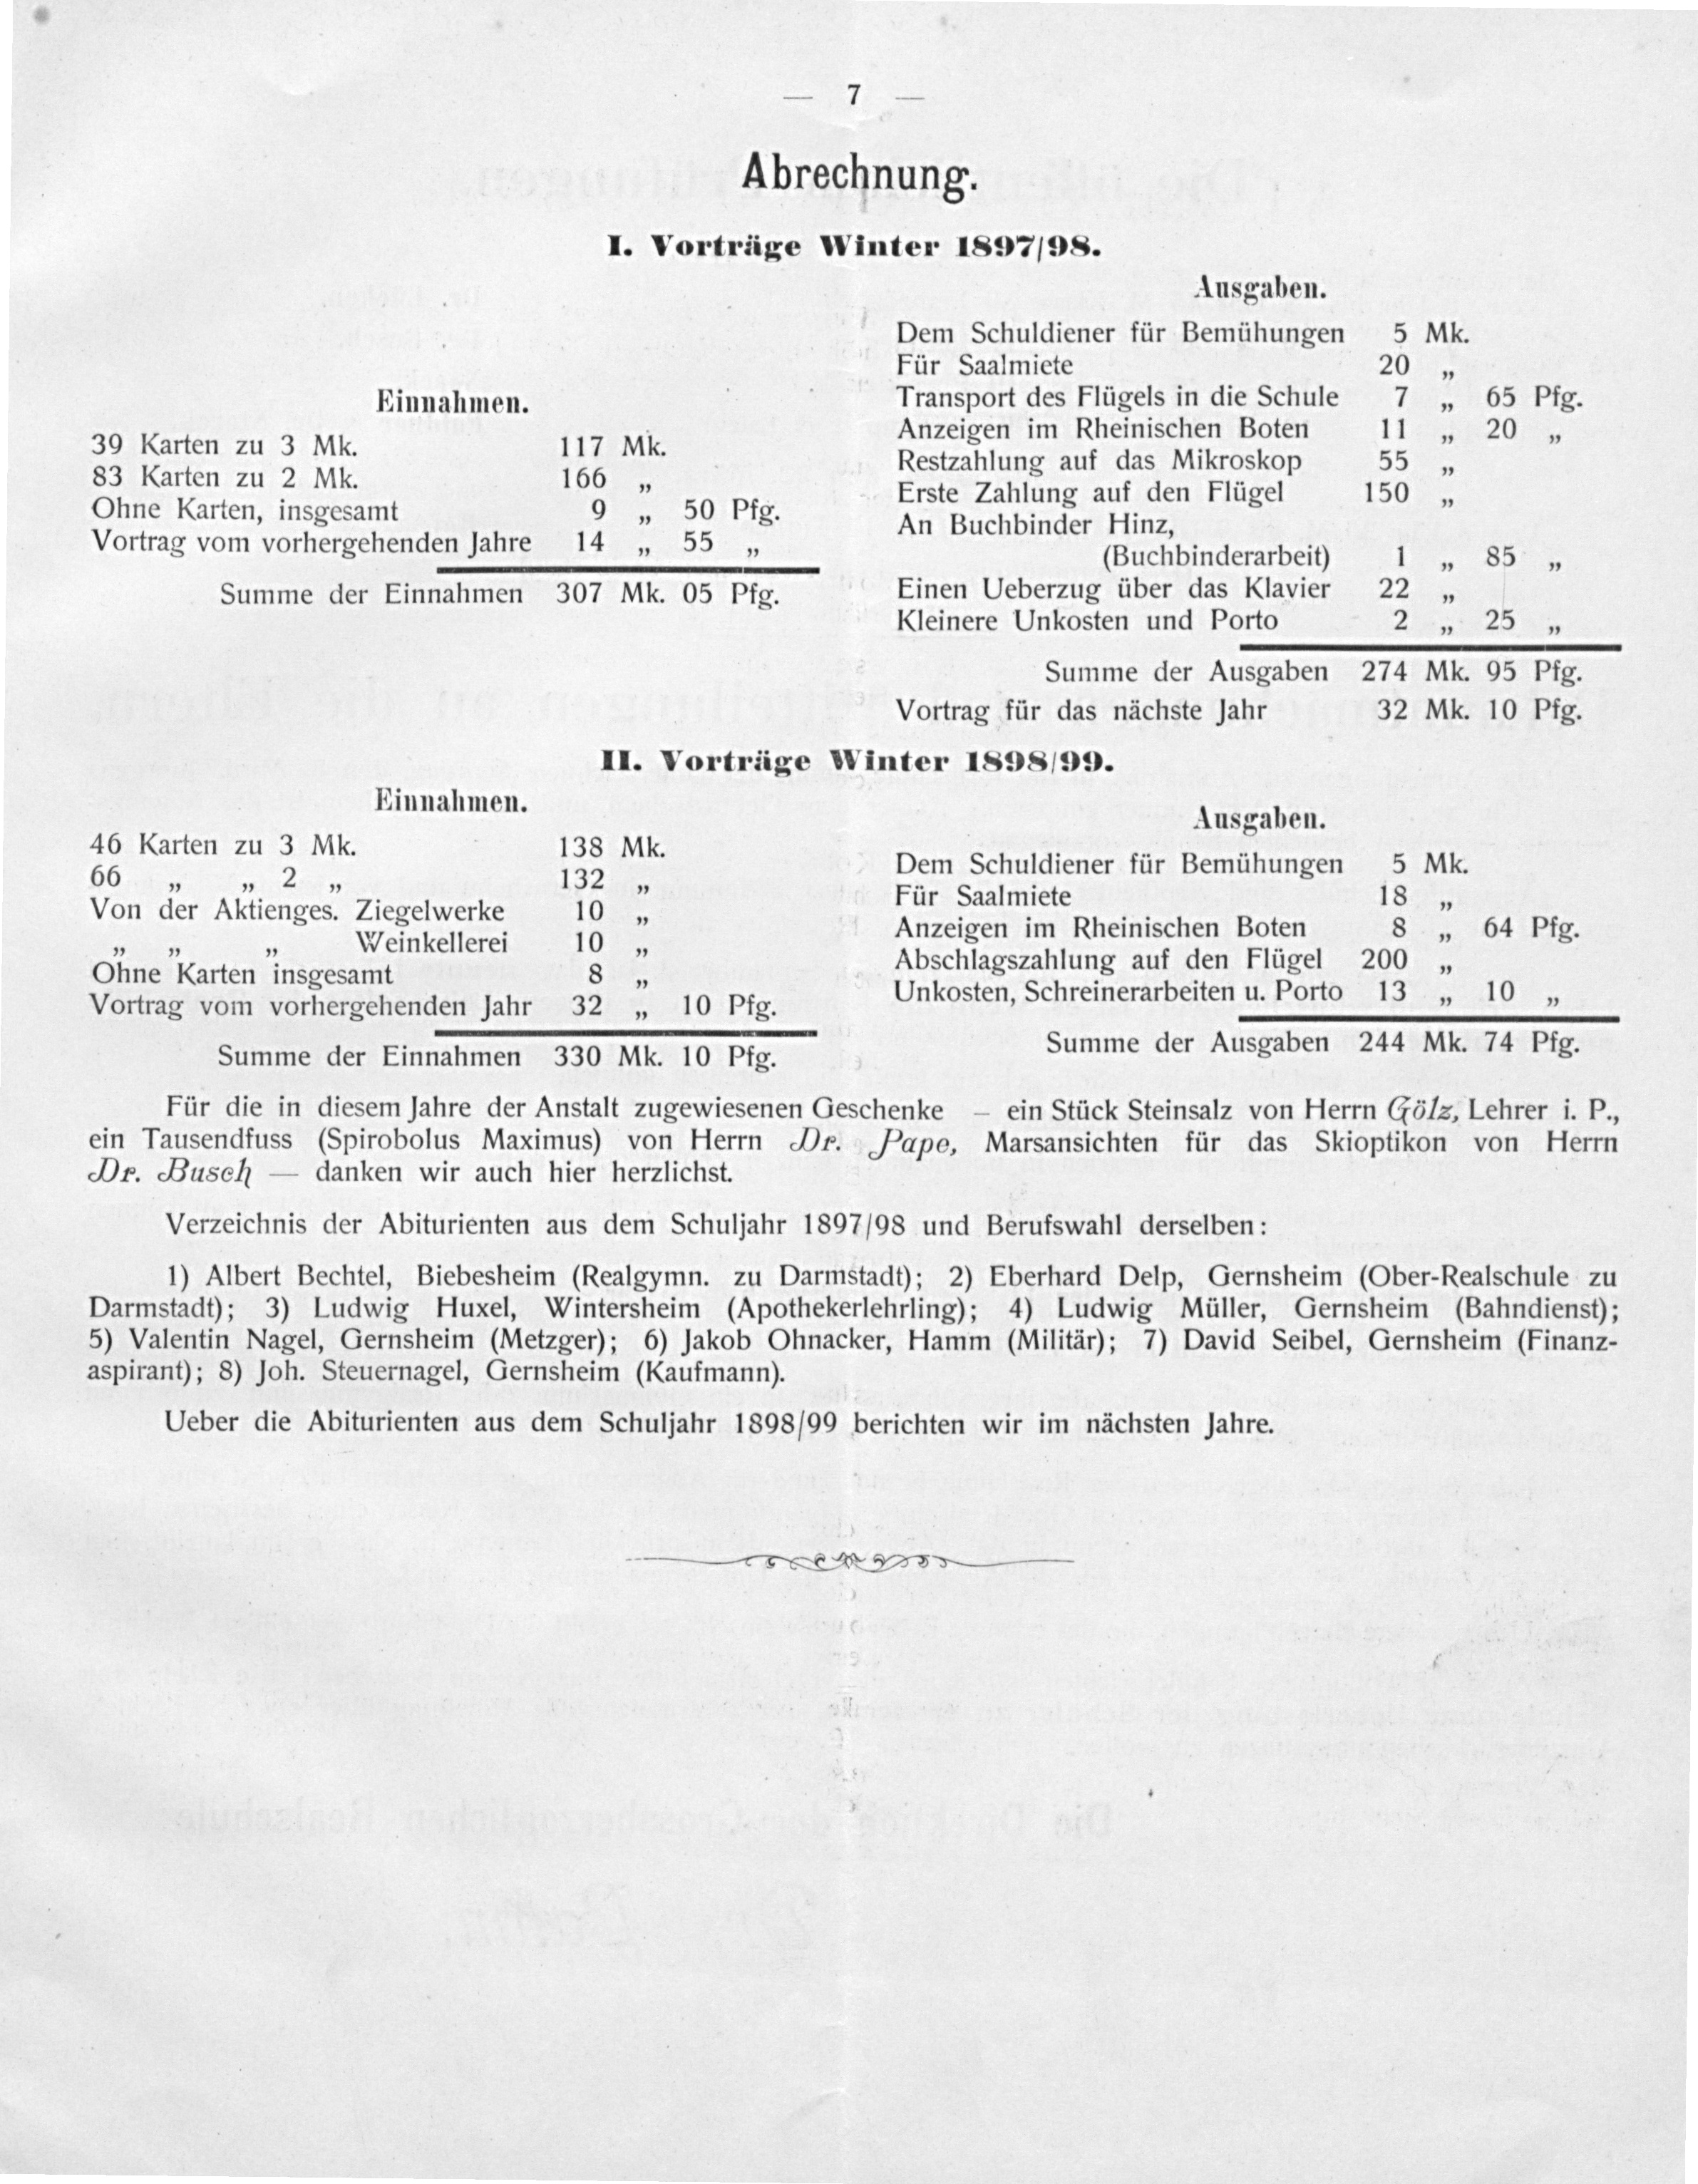 — 7 —
Abrechnung.
I. Vorträge Winter 1897/98.
Einnahmen.
39 Karten zu 3 Mk. 117 Mk.
83 Karten zu 2 Mk. 166 „
Ohne Karten, insgesamt 9 „ 50 Pfg.
Vortrag vom vorhergehenden Jahre 14 „ 55 „
Summe der Einnahmen 307 Mk. 05 Pfg.
Ausgaben.
Dem Schuldiener für Bemühungen 5 Mk.
Für Saalmiete 20 „
Transport des Flügels in die Schule 7 „ 65 Pfg.
Anzeigen im Rheinischen Boten 11 „ 20 „
Restzahlung auf das Mikroskop 55 „
Erste Zahlung auf den Flügel 150 „
An Buchbinder Hinz,
(Buchbinderarbeit) 1 „ 85 „
Einen Ueberzug über das Klavier 22 „
Kleinere Unkosten und Porto 2 „ 25 „
Summe der Ausgaben 274 Mk. 95 Pfg.
Vortrag für das nächste Jahr 32 Mk. 10 Pfg.
II. Vorträge Winter 1898/99.
Einnahmen.
46 Karten zu 3 Mk. 138 Mk.
66 „ „ 2 „ 132 „
Von der Aktienges. Ziegelwerke 10 „
„ „ „ Weinkellerei 10 „
Ohne Karten insgesamt 8 „
Vortrag vom vorhergehenden Jahr 32 „ 10 Pfg.
Summe der Einnahmen 330 Mk. 10 Pfg.
Ausgaben.
Dem Schuldiener für Bemühungen 5 Mk.
Für Saalmiete 18 „
Anzeigen im Rheinischen Boten 8 „ 64 Pfg.
Abschlagszahlung auf den Flügel 200 „
Unkosten, Schreinerarbeiten u. Porto 13 „ 10 „
Summe der Ausgaben 244 Mk. 74 Pfg.
Für die in diesem Jahre der Anstalt zugewiesenen Geschenke – ein Stück Steinsalz von Herrn Gölz, Lehrer i. P.,
ein Tausendfuss (Spirobolus Maximus) von Herrn Dr. Pape, Marsansichten für das Skioptikon von Herrn
Dr. Busch — danken wir auch hier herzlichst.
Verzeichnis der Abiturienten aus dem Schuljahr 1897/98 und Berufswahl derselben:
1) Albert Bechtel, Biebesheim (Realgymn. zu Darmstadt); 2) Eberhard Delp, Gernsheim (Ober-Realschule zu
Darmstadt); 3) Ludwig Huxel, Wintersheim (Apothekerlehrling); 4) Ludwig Müller, Gernsheim (Bahndienst);
5) Valentin Nagel, Gernsheim (Metzger); 6) Jakob Ohnacker, Hamm (Militär); 7) David Seibel, Gernsheim (Finanz-
aspirant); 8) Joh. Steuernagel, Gernsheim (Kaufmann).
Ueber die Abiturienten aus dem Schuljahr 1898/99 berichten wir im nächsten Jahre.